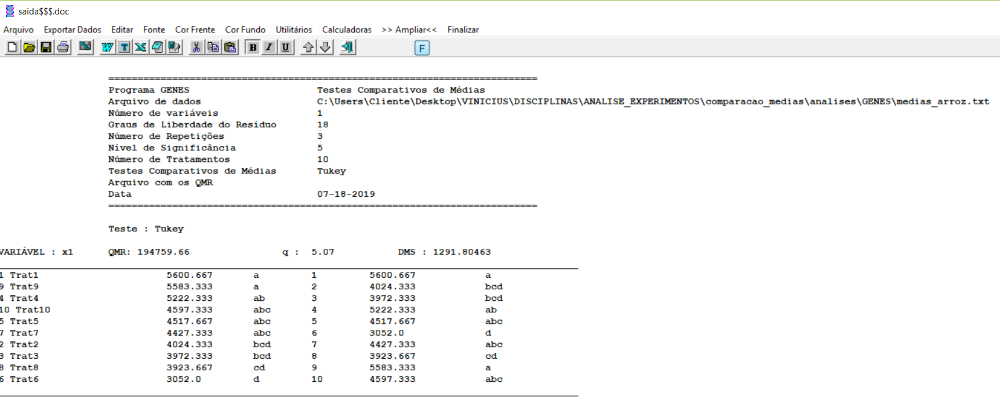 saida$$$.doc
Arquivo Exportar Dados Editar Fonte Cor Frente Cor Fundo Utilitários Calculadoras >> Ampliar<< Finalizar
W T X B I U F
========================================================================== 
Programa GENES Testes Comparativos de Médias
Arquivo de dados C:\Users\Cliente\Desktop\VINICIUS\DISCIPLINAS\ANALISE_EXPERIMENTOS\comparacao_medias\analises\GENES\medias_arroz.txt
Número de variáveis 1
Graus de Liberdade do Resíduo 18
Número de Repetições 3
Nível de Significância 5
Número de Tratamentos 10
Testes Comparativos de Médias Tukey
Arquivo com os QMR
Data 07-18-2019
==========================================================================
Teste : Tukey
VARIÁVEL : x1 QMR: 194759.66 q : 5.07 DMS : 1291.80463
1 Trat1 5600.667 a 1 5600.667 a
9 Trat9 5583.333 a 2 4024.333 bcd
4 Trat4 5222.333 ab 3 3972.333 bcd
10 Trat10 4597.333 abc 4 5222.333 ab
5 Trat5 4517.667 abc 5 4517.667 abc
7 Trat7 4427.333 abc 6 3052.0 d
2 Trat2 4024.333 bcd 7 4427.333 abc
3 Trat3 3972.333 bcd 8 3923.667 cd
8 Trat8 3923.667 cd 9 5583.333 a
6 Trat6 3052.0 d 10 4597.333 abc